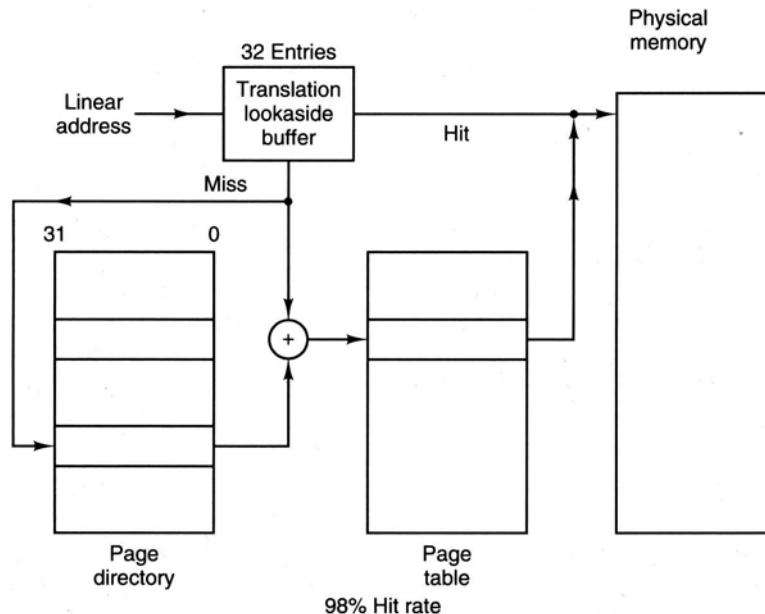 Physical
memory
32 Entries
Translation
lookaside
buffer
Linear
address
Hit
Miss
31
0
+
Page
directory
Page
table
98% Hit rate